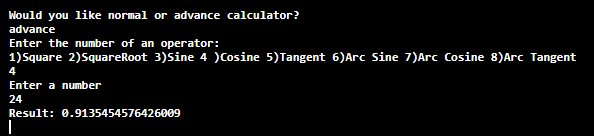 Would you like normal or advance calculator?
advance
Enter the number of an operator:
1)Square 2)SquareRoot 3)Sine 4 )Cosine 5)Tangent 6)Arc Sine 7)Arc Cosine 8)Arc Tangent
4
Enter a number
24
Result: 0.9135454576426009